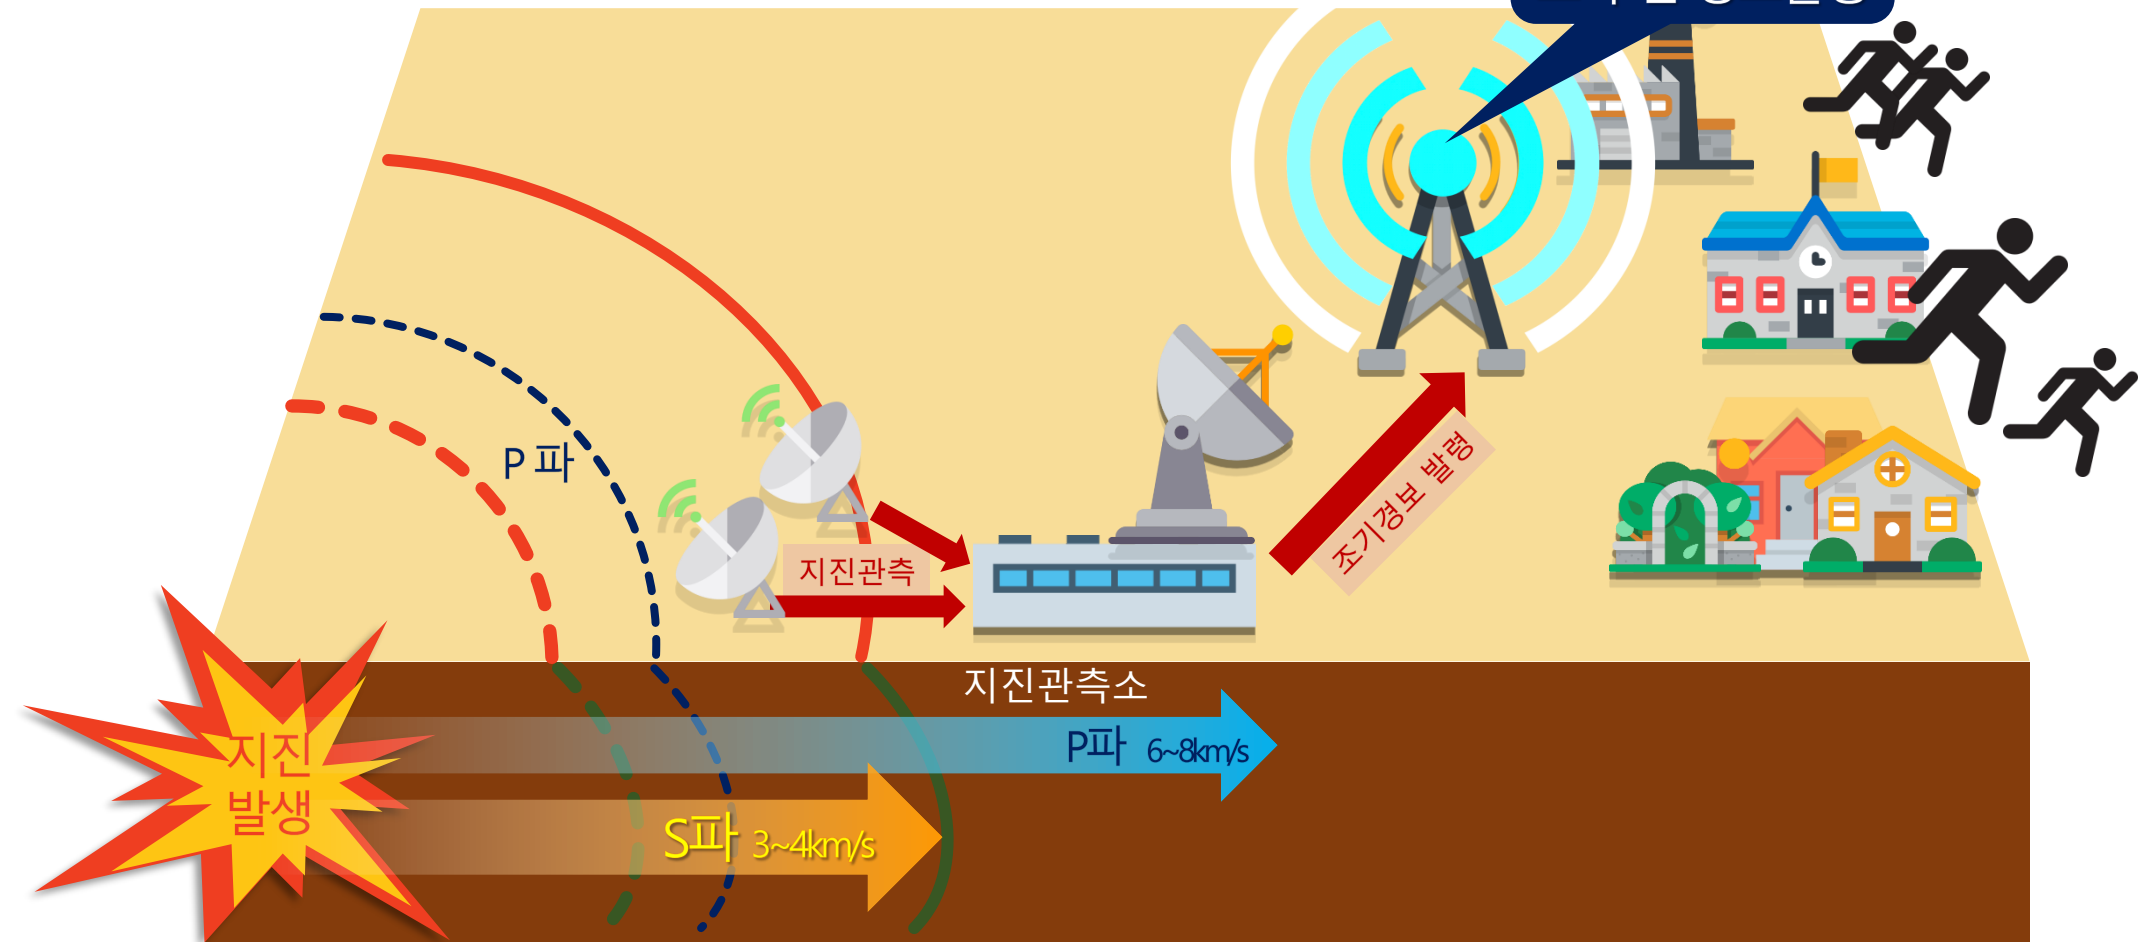 P 파
조기경보 발령
지진관측
지진관측소
P파 6~8km/s
지진
발생
S파 3~4km/s